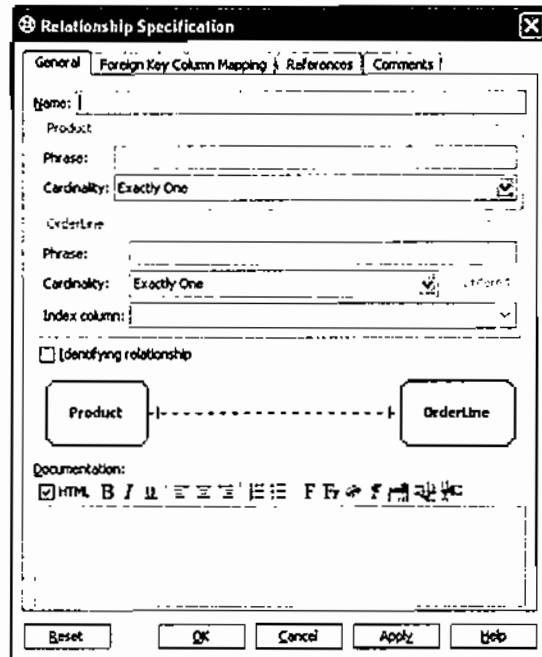 Relationship Specification
General Foreign Key Column Mapping References Comments
Name:
Product
Phrase:
Cardinality: Exactly One
OrderLine
Phrase:
Cardinality: Exactly One
Index column:
Identifying relationship
Product OrderLine
Documentation:
HTML B I U F
Reset OK Cancel Apply Help